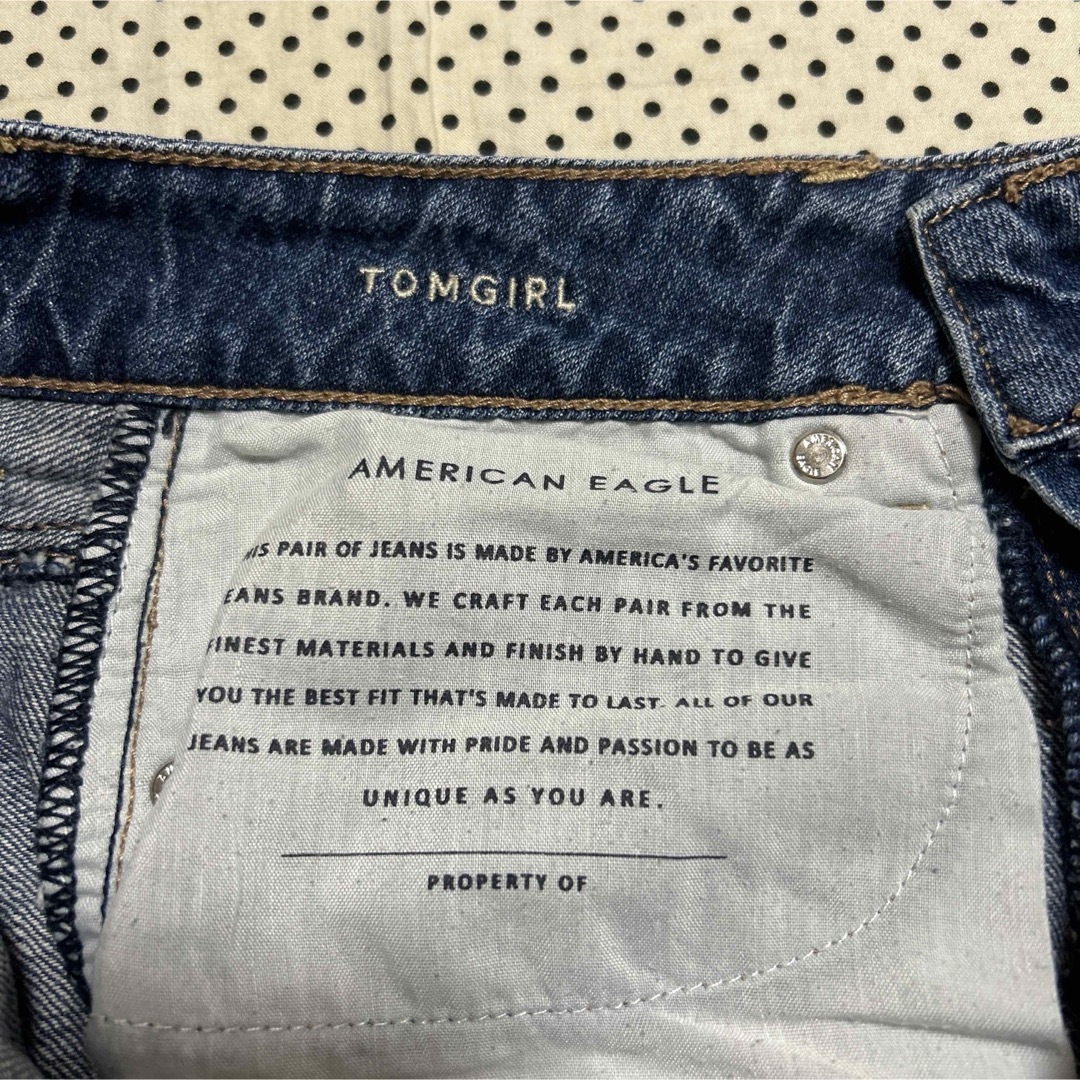 TOMGIRL
AMERICAN EAGLE
IS PAIR OF JEANS IS MADE BY AMERICA'S FAVORITE
EANS BRAND. WE CRAFT EACH PAIR FROM THE
FINEST MATERIALS AND FINISH BY HAND TO GIVE
YOU THE BEST FIT THAT'S MADE TO LAST. ALL OF OUR
JEANS ARE MADE WITH PRIDE AND PASSION TO BE AS
UNIQUE AS YOU ARE.
PROPERTY OF